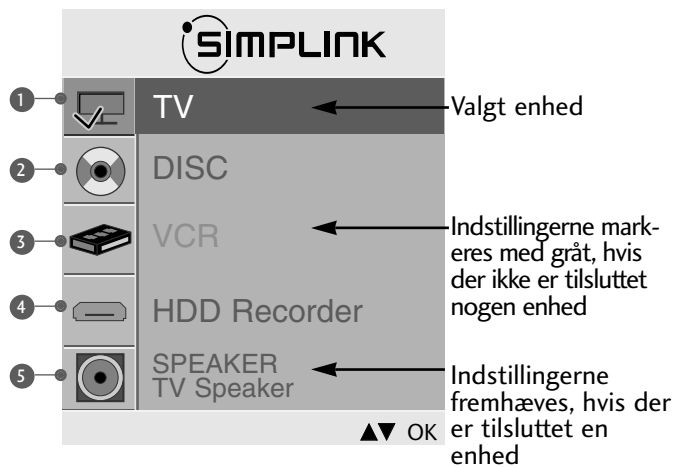 SIMPLINK
1
TV
Valgt enhed
2
DISC
3
VCR
Indstillingerne mark-
eres med gråt, hvis
der ikke er tilsluttet
nogen enhed
4
HDD Recorder
5
SPEAKER
TV Speaker
Indstillingerne
fremhæves, hvis der
er tilsluttet en
enhed
▲▼ OK